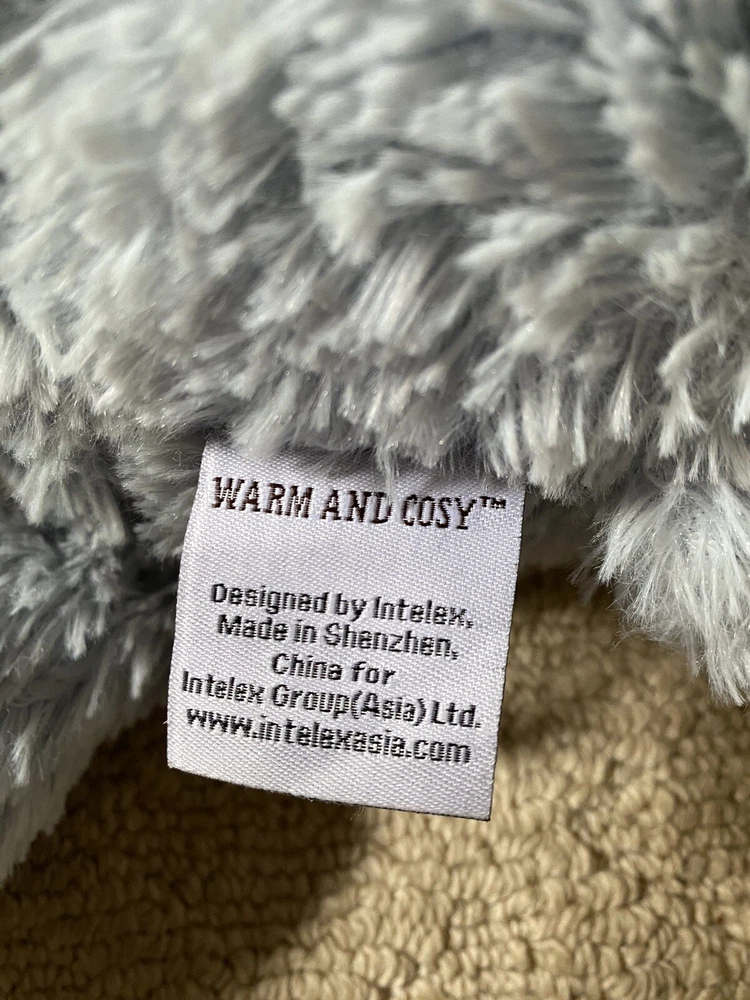 WARM AND COSY™
Designed by Intelex,
Made in Shenzhen,
China for
Intelex Group(Asia) Ltd.
www.intelexasia.com